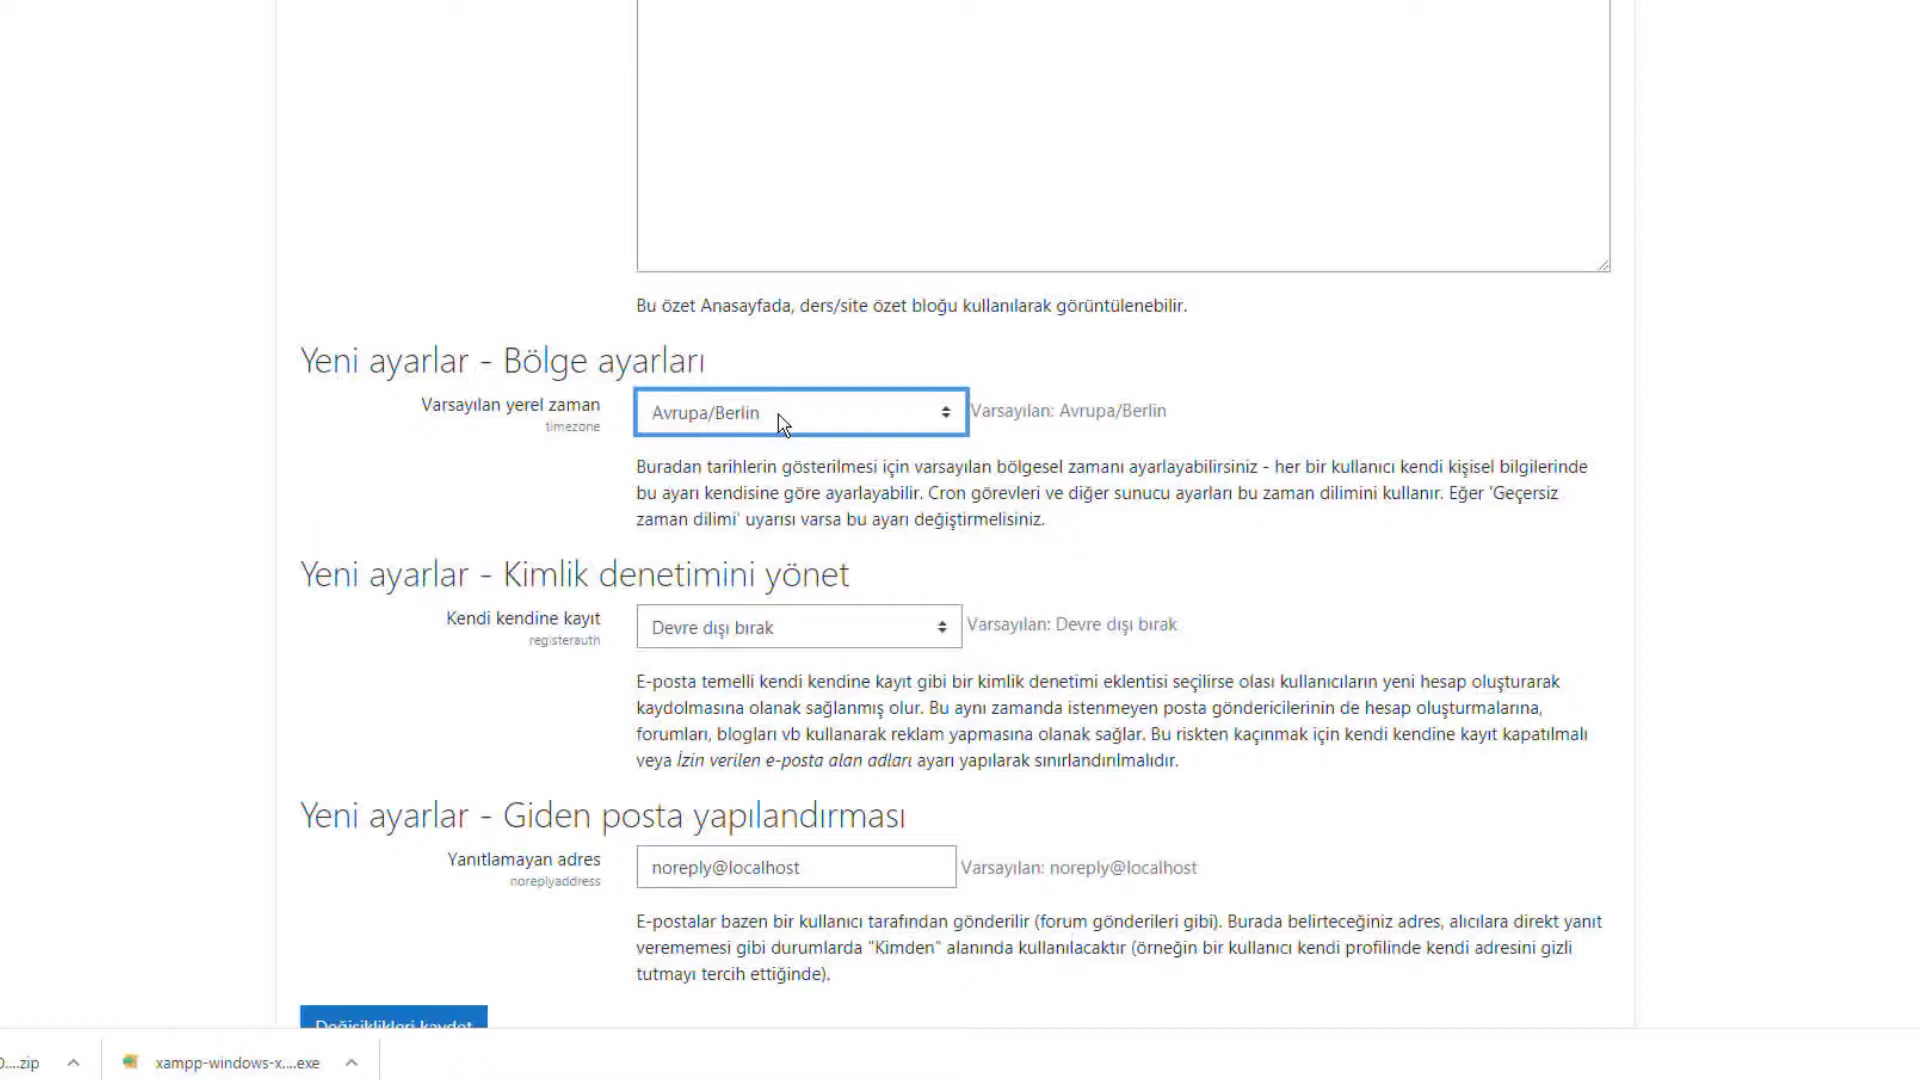 Bu özet Anasayfada, ders/site özet bloğu kullanılarak görüntülenebilir.
Yeni ayarlar - Bölge ayarları
Varsayılan yerel zaman
timezone
Avrupa/Berlin
Varsayılan: Avrupa/Berlin
Buradan tarihlerin gösterilmesi için varsayılan bölgesel zamanı ayarlayabilirsiniz - her bir kullanıcı kendi kişisel bilgilerinde
bu ayarı kendisine göre ayarlayabilir. Cron görevleri ve diğer sunucu ayarları bu zaman dilimini kullanır. Eğer 'Geçersiz
zaman dilimi' uyarısı varsa bu ayarı değiştirmelisiniz.
Yeni ayarlar - Kimlik denetimini yönet
Kendi kendine kayıt
registerauth
Devre dışı bırak
Varsayılan: Devre dışı bırak
E-posta temelli kendi kendine kayıt gibi bir kimlik denetimi eklentisi seçilirse olası kullanıcıların yeni hesap oluşturarak
kaydolmasına olanak sağlanmış olur. Bu aynı zamanda istenmeyen posta göndericilerinin de hesap oluşturmalarına,
forumları, blogları vb kullanarak reklam yapmasına olanak sağlar. Bu riskten kaçınmak için kendi kendine kayıt kapatılmalı
veya İzin verilen e-posta alan adları ayarı yapılarak sınırlandırılmalıdır.
Yeni ayarlar - Giden posta yapılandırması
Yanıtlamayan adres
noreplyaddress
noreply@localhost
Varsayılan: noreply@localhost
E-postalar bazen bir kullanıcı tarafından gönderilir (forum gönderileri gibi). Burada belirteceğiniz adres, alıcılara direkt yanıt
verememesi gibi durumlarda "Kimden" alanında kullanılacaktır (örneğin bir kullanıcı kendi profilinde kendi adresini gizli
tutmayı tercih ettiğinde).
Değişiklikleri kaydet
0....zip
xampp-windows-x....exe